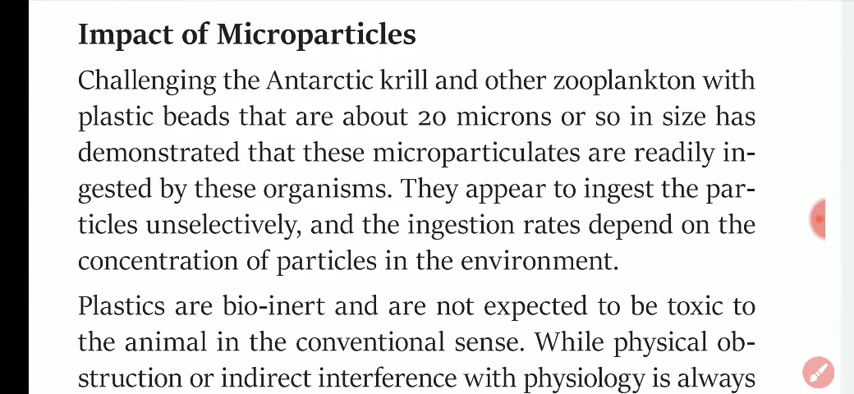 Impact of Microparticles
Challenging the Antarctic krill and other zooplankton with
plastic beads that are about 20 microns or so in size has
demonstrated that these microparticulates are readily in-
gested by these organisms. They appear to ingest the par-
ticles unselectively, and the ingestion rates depend on the
concentration of particles in the environment.
Plastics are bio-inert and are not expected to be toxic to
the animal in the conventional sense. While physical ob-
struction or indirect interference with physiology is always